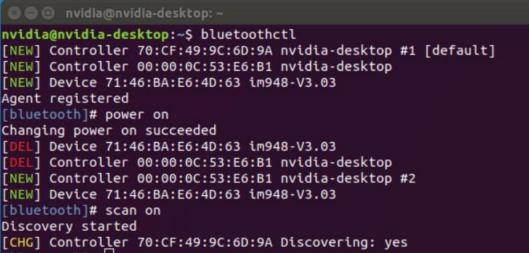 nvidia@nvidia-desktop: ~
nvidia@nvidia-desktop:~$ bluetoothctl
[NEW] Controller 70:CF:49:9C:6D:9A nvidia-desktop #1 [default]
[NEW] Controller 00:00:0C:53:E6:B1 nvidia-desktop
[NEW] Device 71:46:BA:E6:4D:63 im948-V3.03
Agent registered
[bluetooth]# power on
Changing power on succeeded
[DEL] Device 71:46:BA:E6:4D:63 im948-V3.03
[DEL] Controller 00:00:0C:53:E6:B1 nvidia-desktop
[NEW] Controller 00:00:0C:53:E6:B1 nvidia-desktop #2
[NEW] Device 71:46:BA:E6:4D:63 im948-V3.03
[bluetooth]# scan on
Discovery started
[CHG] Controller 70:CF:49:9C:6D:9A Discovering: yes